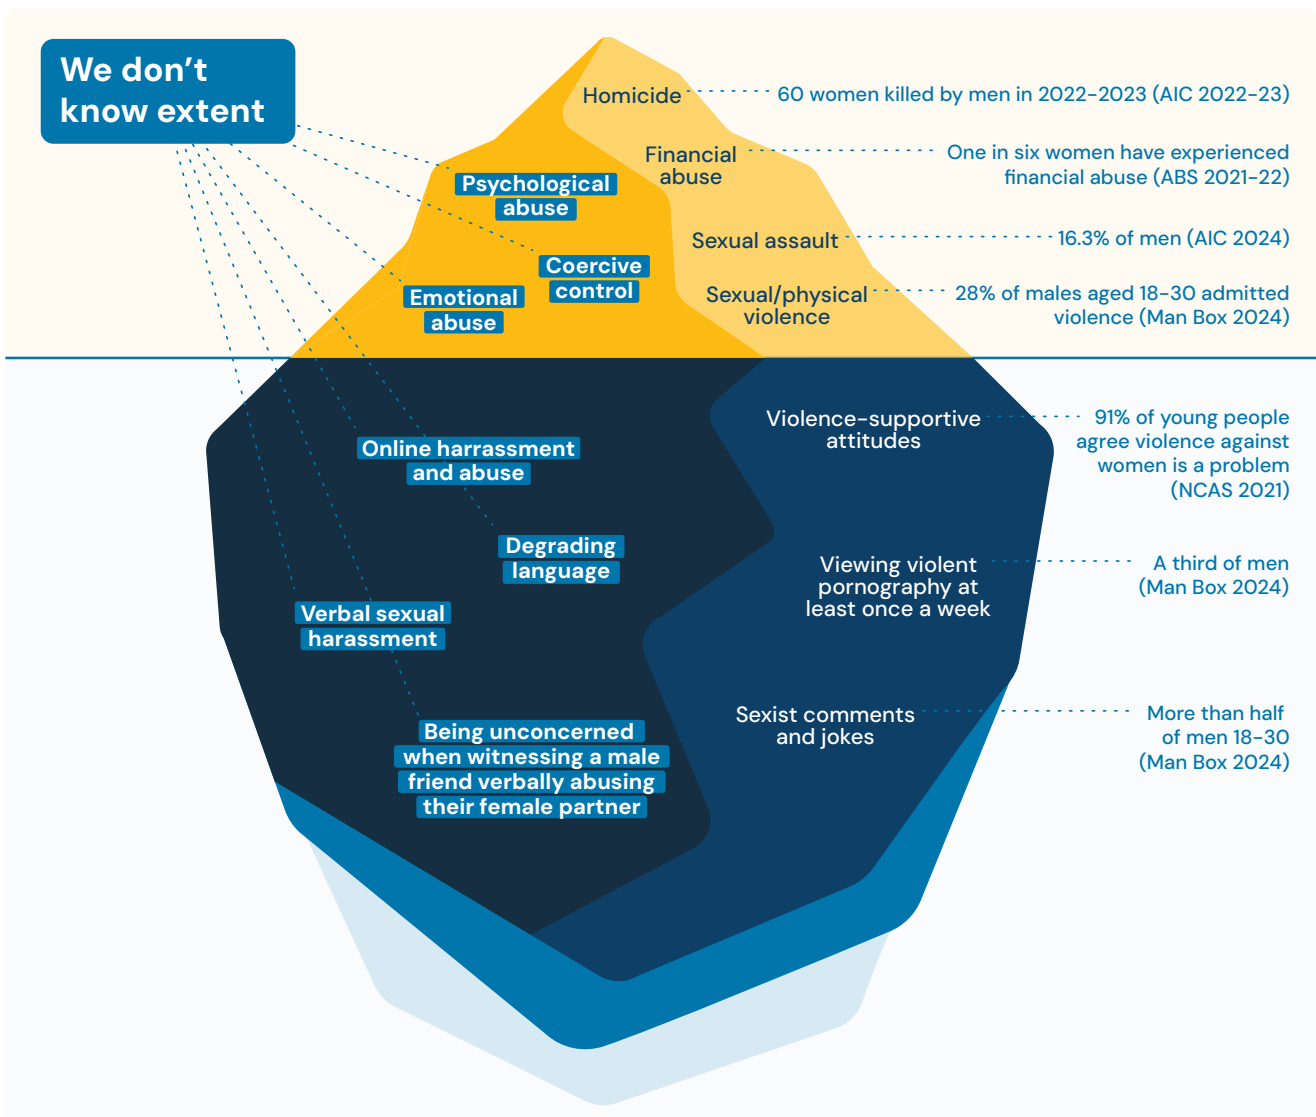 We don't
know extent
Homicide
60 women killed by men in 2022-2023 (AIC 2022-23)
Financial
abuse
One in six women have experienced
financial abuse (ABS 2021-22)
Psychological
abuse
Sexual assault
16.3% of men (AIC 2024)
Coercive
control
Emotional
abuse
Sexual/physical
violence
28% of males aged 18-30 admitted
violence (Man Box 2024)
Violence-supportive
attitudes
91% of young people
agree violence against
women is a problem
(NCAS 2021)
Online harrassment
and abuse
Degrading
language
Viewing violent
pornography at
least once a week
A third of men
(Man Box 2024)
Verbal sexual
harassment
Sexist comments
and jokes
More than half
of men 18-30
(Man Box 2024)
Being unconcerned
when witnessing a male
friend verbally abusing
their female partner